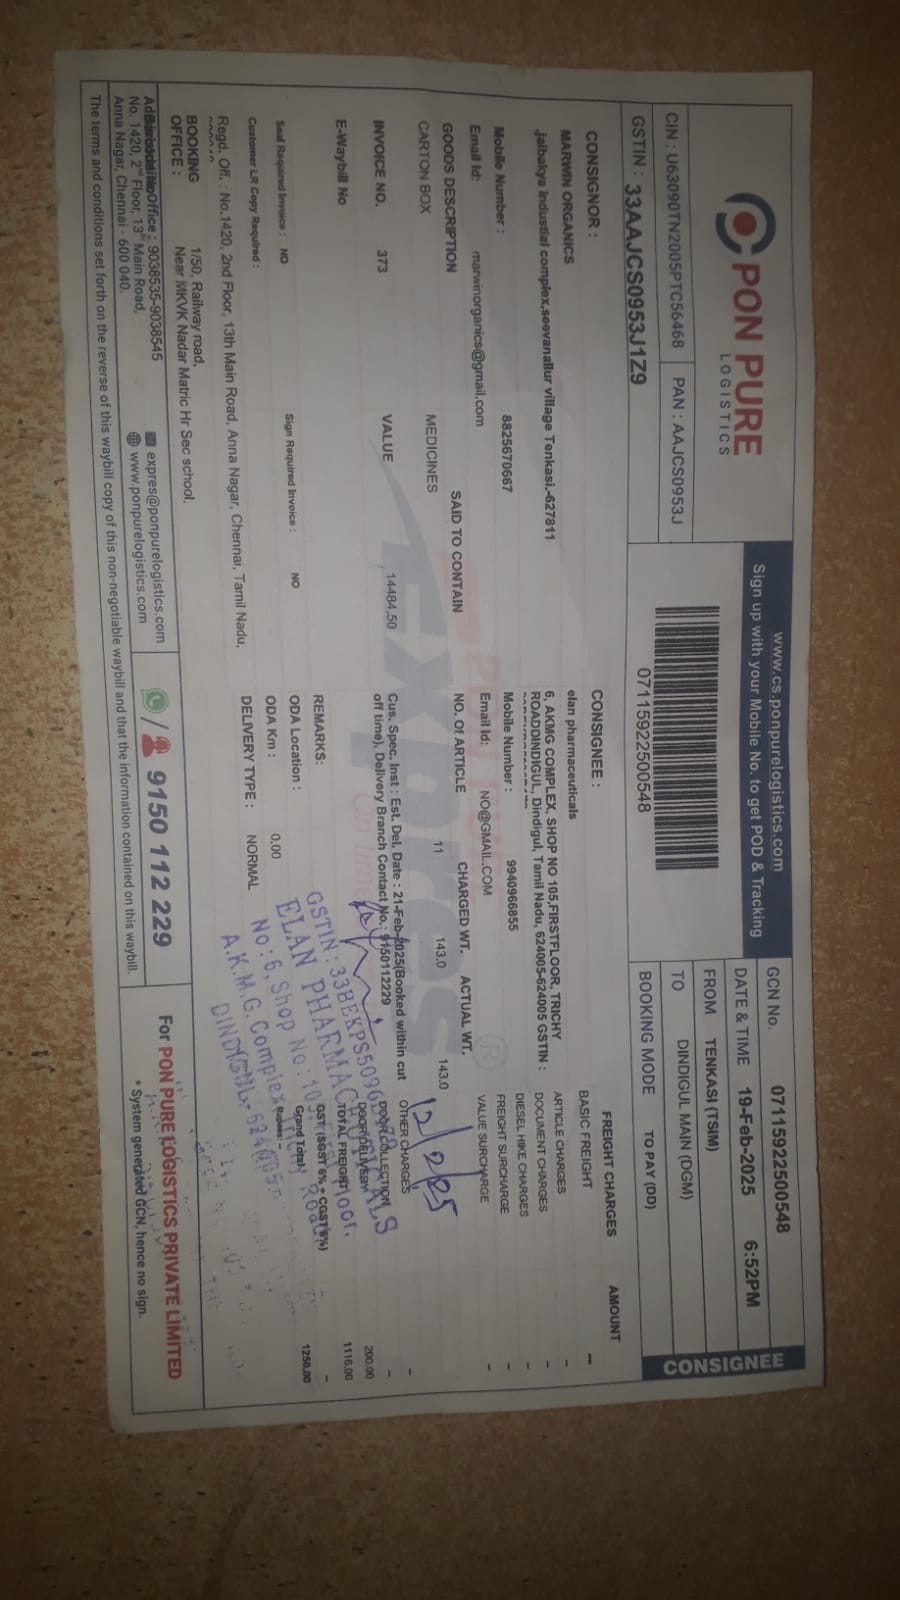 PON PURE
LOGISTICS
CIN : U63090TN2005PTC56468
PAN : AAJCS0953J
GSTIN : 33AAJCS0953J1Z9
www.cs.ponpurelogistics.com
Sign up with your Mobile No. to get POD & Tracking
07115922500548
GCN No. 07115922500548
DATE & TIME 19-Feb-2025 6:52PM
FROM TENKASI (TSIM)
TO DINDIGUL MAIN (DGM)
BOOKING MODE TO PAY (DD)
CONSIGNEE
CONSIGNOR :
MARWIN ORGANICS
jaibakya industial complex,seevanallur village Tenkasi.-627811
Mobile Number : 8825670667
Email Id: marwinorganics@gmail.com
CONSIGNEE :
elan pharmaceuticals
6, AKMG COMPLEX, SHOP NO 105,FIRSTFLOOR, TRICHY
ROADDINDIGUL, Dindigul, Tamil Nadu, 624005-624005 GSTIN :
Mobile Number : 9940966855
Email Id: NO@GMAIL.COM
GOODS DESCRIPTION SAID TO CONTAIN NO. Of ARTICLE CHARGED WT. ACTUAL WT.
CARTON BOX MEDICINES 11 143.0 143.0
INVOICE NO. 373 VALUE 14484.50
Cus. Spec. Inst : Est. Del. Date : 21-Feb-2025(Booked within cut
off time), Delivery Branch Contact No.: 9150112229
E-Waybill No
REMARKS:
Seal Required Invoice : NO Sign Required Invoice : NO
ODA Location :
ODA Km : 0.00
Customer LR Copy Required :
DELIVERY TYPE : NORMAL
FREIGHT CHARGES AMOUNT
BASIC FREIGHT --
ARTICLE CHARGES -
DOCUMENT CHARGES -
DIESEL HIKE CHARGES -
FREIGHT SURCHARGE -
VALUE SURCHARGE -
OTHER CHARGES -
DOOR COLLECTION -
DOOR DELIVERY 200.00
TOTAL FREIGHT 1116.00
GST (SGST 6% + CGST 6%) -
Grand Total 1250.00
Rupees: -
Expres
®
GSTIN : 33BEKPS5036
ELAN PHARMACEUTICALS
No : 6, Shop No : 10
A.K.M.G. Complex
DINDIGUL- 624005
Regd. Off. : No.1420, 2nd Floor, 13th Main Road, Anna Nagar, Chennai, Tamil Nadu,
BOOKING OFFICE : 1/50, Railway road,
Near MKVK Nadar Matric Hr Sec school,
9038535-9038545
No. 1420, 2nd Floor, 13th Main Road,
Anna Nagar, Chennai - 600 040.
expres@ponpurelogistics.com
www.ponpurelogistics.com
/ 9150 112 229
For PON PURE LOGISTICS PRIVATE LIMITED
* System generated GCN, hence no sign.
The terms and conditions set forth on the reverse of this waybill copy of this non-negotiable waybill and that the information contained on this waybill.